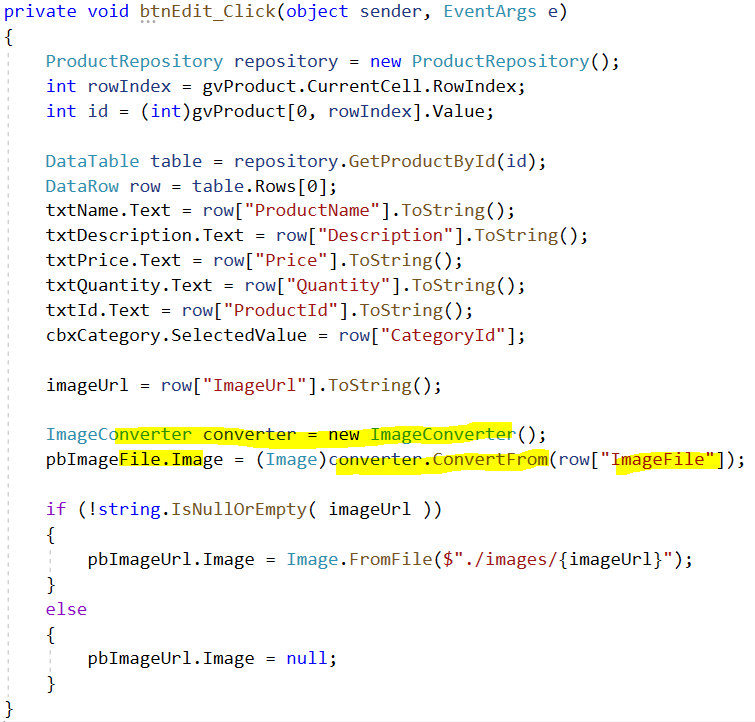 private void btnEdit_Click(object sender, EventArgs e)
{
    ProductRepository repository = new ProductRepository();
    int rowIndex = gvProduct.CurrentCell.RowIndex;
    int id = (int)gvProduct[0, rowIndex].Value;

    DataTable table = repository.GetProductById(id);
    DataRow row = table.Rows[0];
    txtName.Text = row["ProductName"].ToString();
    txtDescription.Text = row["Description"].ToString();
    txtPrice.Text = row["Price"].ToString();
    txtQuantity.Text = row["Quantity"].ToString();
    txtId.Text = row["ProductId"].ToString();
    cbxCategory.SelectedValue = row["CategoryId"];

    imageUrl = row["ImageUrl"].ToString();

    ImageConverter converter = new ImageConverter();
    pbImageFile.Image = (Image)converter.ConvertFrom(row["ImageFile"]);

    if (!string.IsNullOrEmpty( imageUrl ))
    {
        pbImageUrl.Image = Image.FromFile($"./images/{imageUrl}");
    }
    else
    {
        pbImageUrl.Image = null;
    }
}